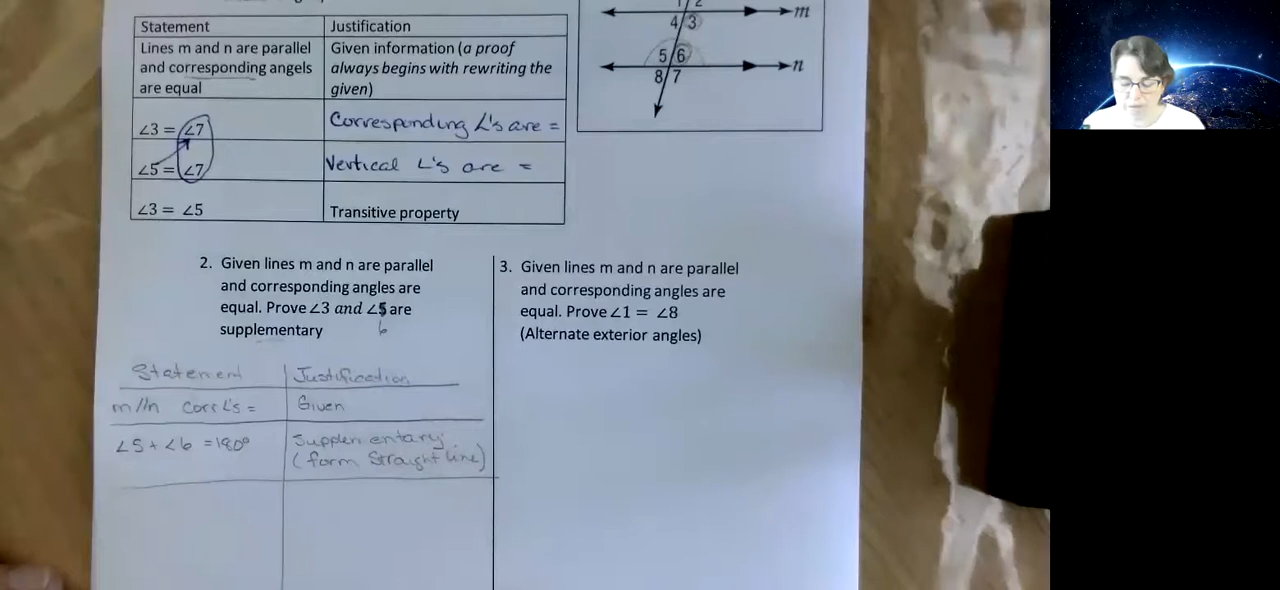 Statement
Justification
Lines m and n are parallel
and corresponding angels
are equal
Given information (a proof
always begins with rewriting the
given)
∠3 = ∠7
Corresponding ∠'s are =
∠5 = ∠7
Vertical ∠'s are =
∠3 = ∠5
Transitive property
1 2
4 3
m
5 6
8 7
n
2. Given lines m and n are parallel
and corresponding angles are
equal. Prove ∠3 and ∠5 are
supplementary
6
Statement
Justification
m//n corr ∠'s =
Given
∠5 + ∠6 = 180°
Supplementary
(form straight line)
3. Given lines m and n are parallel
and corresponding angles are
equal. Prove ∠1 = ∠8
(Alternate exterior angles)